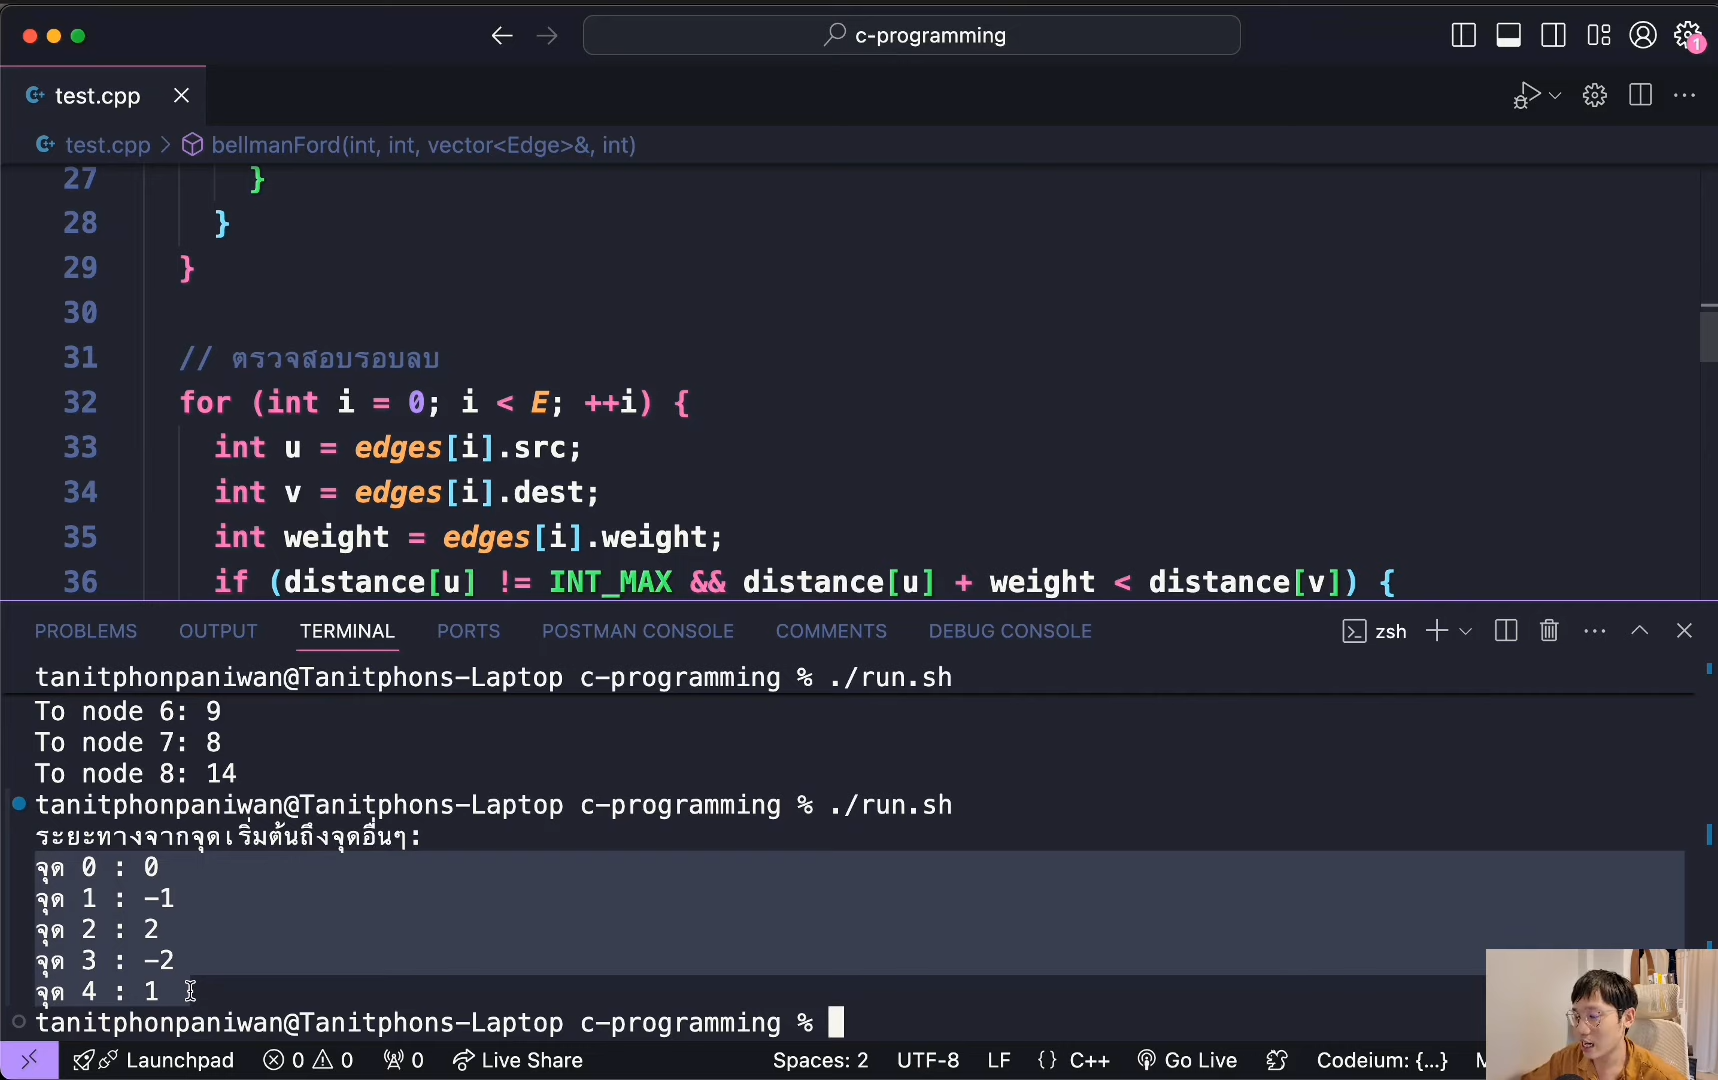 c-programming
1
test.cpp
test.cpp > bellmanFord(int, int, vector<Edge>&, int)
27 }
28 }
29 }
30
31 // ตรวจสอบรอบลบ
32 for (int i = 0; i < E; ++i) {
33 int u = edges[i].src;
34 int v = edges[i].dest;
35 int weight = edges[i].weight;
36 if (distance[u] != INT_MAX && distance[u] + weight < distance[v]) {
PROBLEMS OUTPUT TERMINAL PORTS POSTMAN CONSOLE COMMENTS DEBUG CONSOLE zsh
tanitphonpaniwan@Tanitphons-Laptop c-programming % ./run.sh
To node 6: 9
To node 7: 8
To node 8: 14
tanitphonpaniwan@Tanitphons-Laptop c-programming % ./run.sh
ระยะทางจากจุดเริ่มต้นถึงจุดอื่นๆ:
จุด 0 : 0
จุด 1 : -1
จุด 2 : 2
จุด 3 : -2
จุด 4 : 1
tanitphonpaniwan@Tanitphons-Laptop c-programming %
Launchpad 0 0 0 Live Share Spaces: 2 UTF-8 LF {} C++ Go Live Codeium: {...}